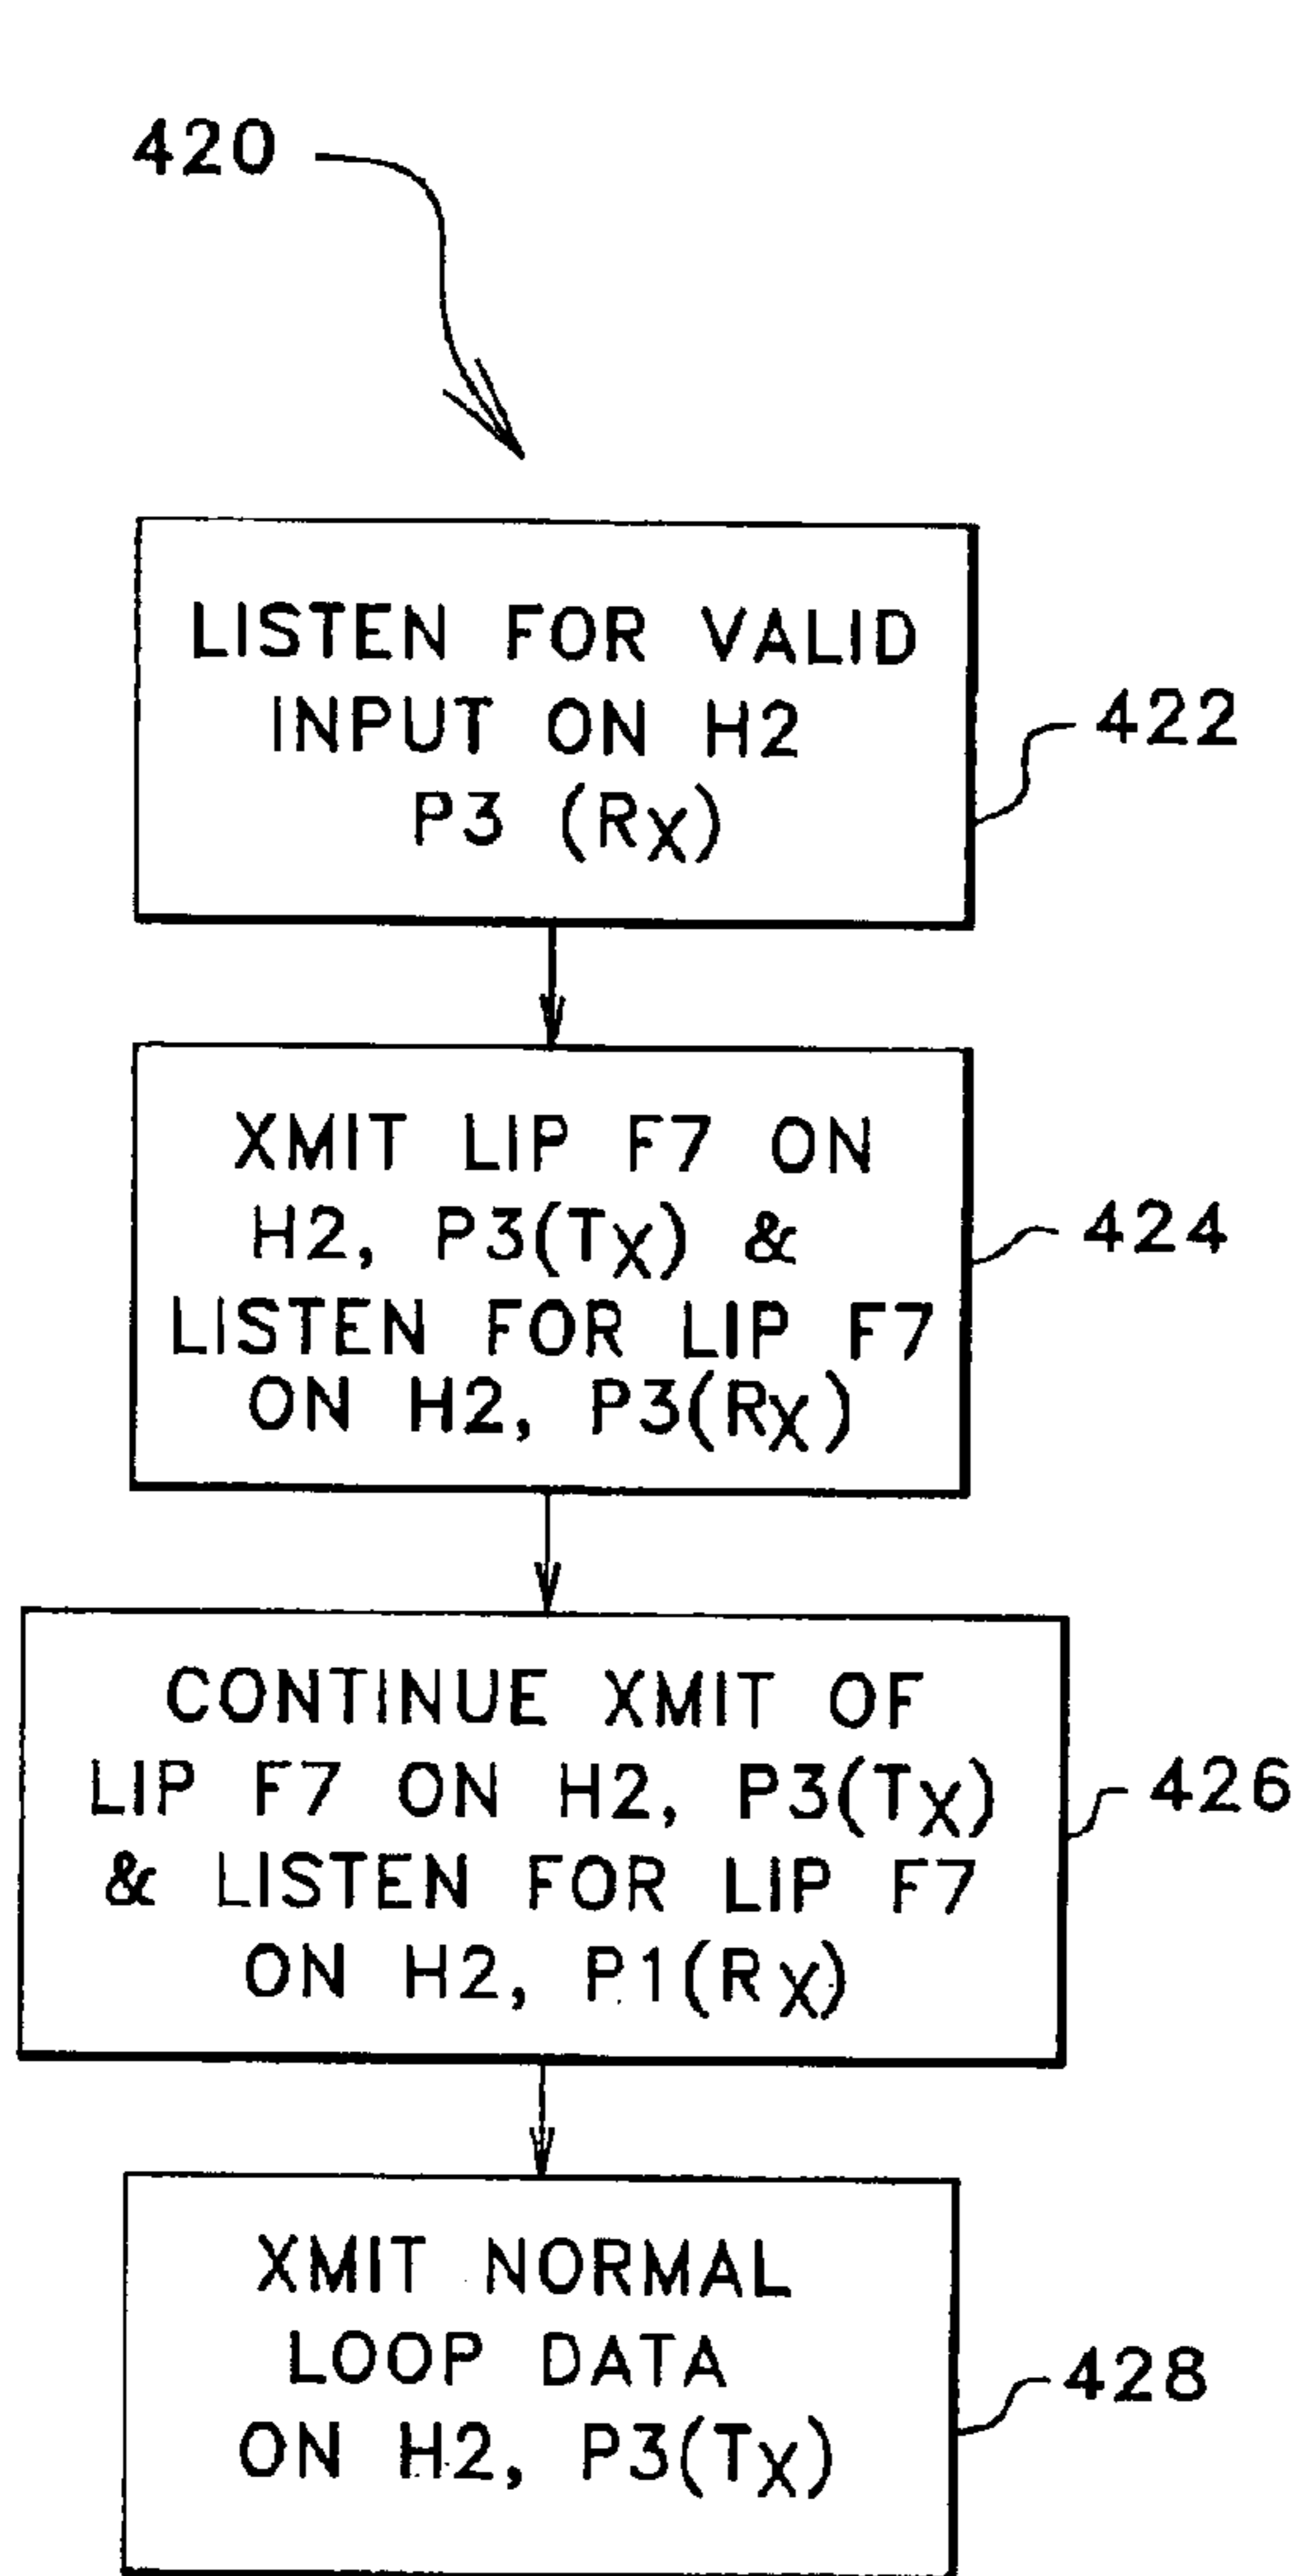 420
LISTEN FOR VALID
INPUT ON H2
P3 (RX)
422
XMIT LIP F7 ON
H2, P3(TX) &
LISTEN FOR LIP F7
ON H2, P3(RX)
424
CONTINUE XMIT OF
LIP F7 ON H2, P3(TX)
& LISTEN FOR LIP F7
ON H2, P1(RX)
426
XMIT NORMAL
LOOP DATA
ON H2, P3(TX)
428